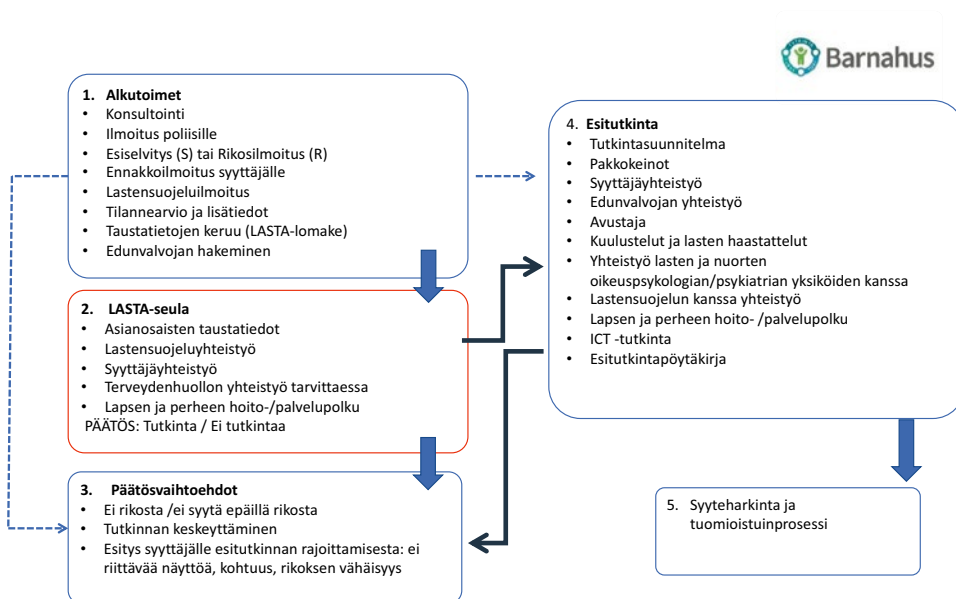 Barnahus
1. Alkutoimet
• Konsultointi
• Ilmoitus poliisille
• Esiselvitys (S) tai Rikosilmoitus (R)
• Ennakkoilmoitus syyttäjälle
• Lastensuojeluilmoitus
• Tilannearvio ja lisätiedot
• Taustatietojen keruu (LASTA-lomake)
• Edunvalvojan hakeminen
2. LASTA-seula
• Asianosaisten taustatiedot
• Lastensuojeluyhteistyö
• Syyttäjäyhteistyö
• Terveydenhuollon yhteistyö tarvittaessa
• Lapsen ja perheen hoito-/palvelupolku
PÄÄTÖS: Tutkinta / Ei tutkintaa
3. Päätösvaihtoehdot
• Ei rikosta /ei syytä epäillä rikosta
• Tutkinnan keskeyttäminen
• Esitys syyttäjälle esitutkinnan rajoittamisesta: ei
riittävää näyttöä, kohtuus, rikoksen vähäisyys
4. Esitutkinta
• Tutkintasuunnitelma
• Pakkokeinot
• Syyttäjäyhteistyö
• Edunvalvojan yhteistyö
• Avustaja
• Kuulustelut ja lasten haastattelut
• Yhteistyö lasten ja nuorten
oikeuspsykologian/psykiatrian yksiköiden kanssa
• Lastensuojelun kanssa yhteistyö
• Lapsen ja perheen hoito- /palvelupolku
• ICT -tutkinta
• Esitutkintapöytäkirja
5. Syyteharkinta ja
tuomioistuinprosessi